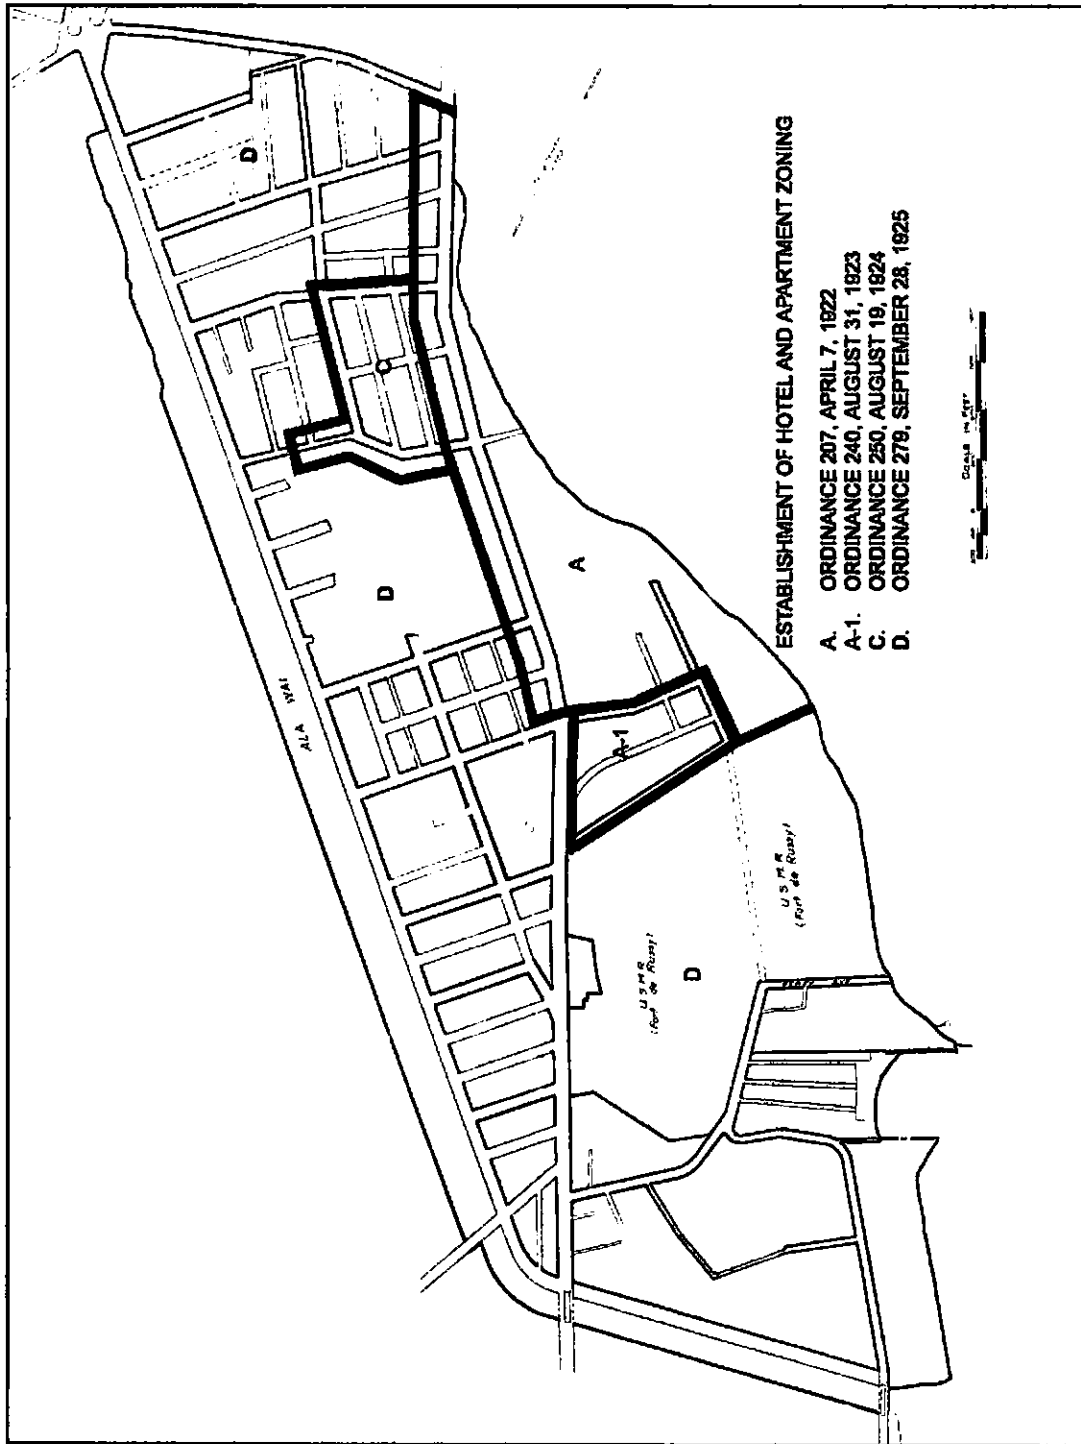 D
C
D
A
ALA WAI
A-1
U S M R
(Fort de Russy)
U S M R
(Fort de Russy)
D
ESTABLISHMENT OF HOTEL AND APARTMENT ZONING
A. ORDINANCE 207, APRIL 7, 1922
A-1. ORDINANCE 240, AUGUST 31, 1923
C. ORDINANCE 250, AUGUST 19, 1924
D. ORDINANCE 279, SEPTEMBER 28, 1925